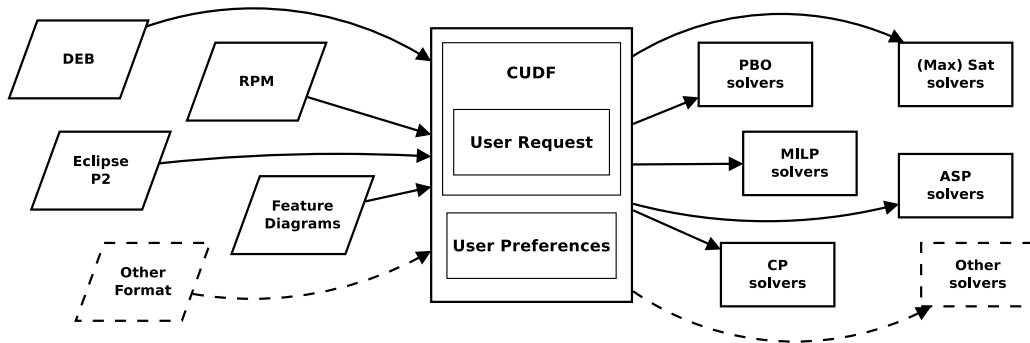 DEB
RPM
Eclipse
P2
Feature
Diagrams
Other
Format
CUDF
User Request
User Preferences
PBO
solvers
(Max) Sat
solvers
MILP
solvers
ASP
solvers
CP
solvers
Other
solvers